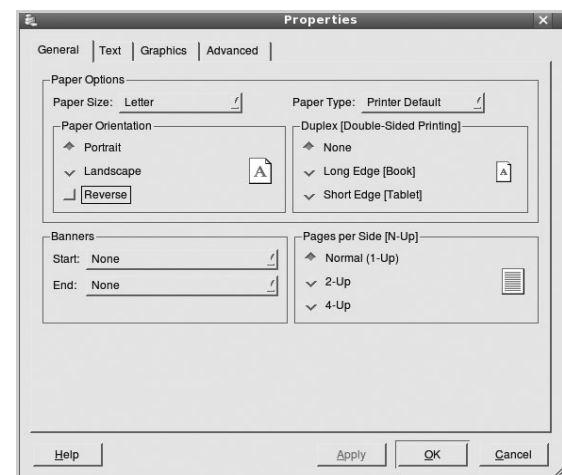 Properties
General Text Graphics Advanced
Paper Options
Paper Size: Letter
Paper Type: Printer Default
Paper Orientation
Portrait
Landscape
Reverse
A
Duplex [Double-Sided Printing]
None
Long Edge [Book]
Short Edge [Tablet]
A
Banners
Start: None
End: None
Pages per Side [N-Up]
Normal (1-Up)
2-Up
4-Up
Help Apply OK Cancel